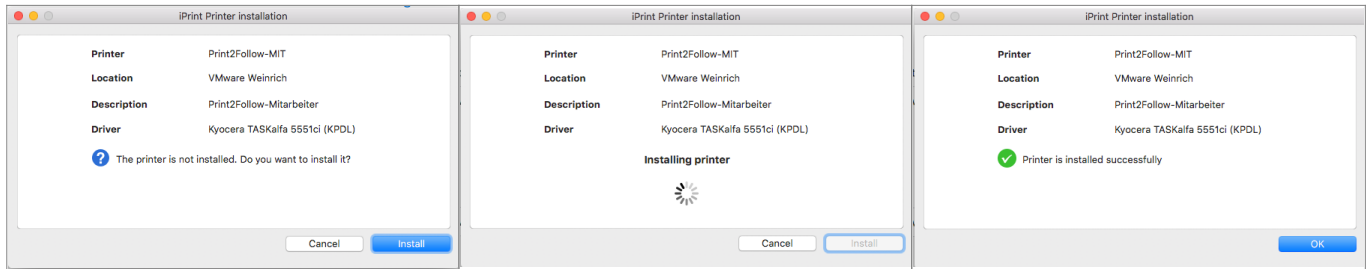 iPrint Printer installation
Printer Print2Follow-MIT
Location VMware Weinrich
Description Print2Follow-Mitarbeiter
Driver Kyocera TASKalfa 5551ci (KPDL)
? The printer is not installed. Do you want to install it?
Cancel Install
iPrint Printer installation
Printer Print2Follow-MIT
Location VMware Weinrich
Description Print2Follow-Mitarbeiter
Driver Kyocera TASKalfa 5551ci (KPDL)
Installing printer
Cancel Install
iPrint Printer installation
Printer Print2Follow-MIT
Location VMware Weinrich
Description Print2Follow-Mitarbeiter
Driver Kyocera TASKalfa 5551ci (KPDL)
Printer is installed successfully
OK